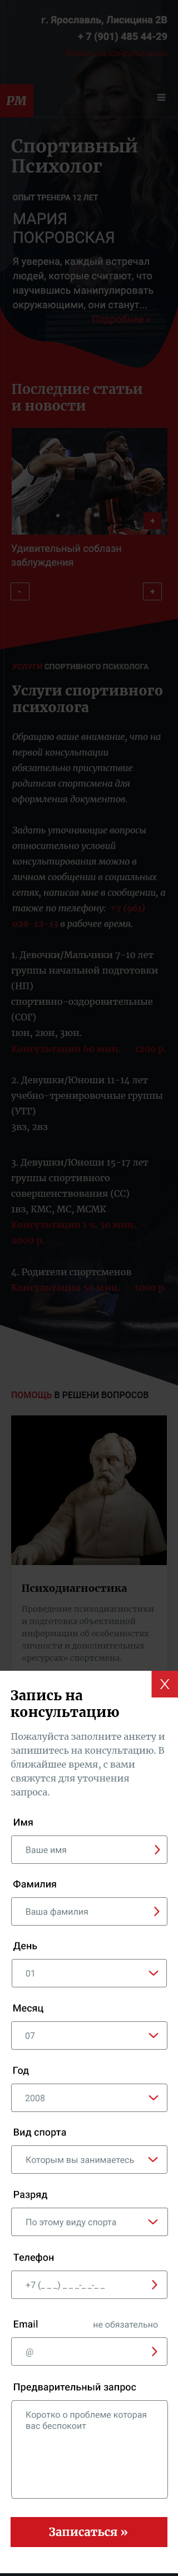 г. Ярославль, Лисицина 2В
+ 7 (901) 485 44-29
РМ
Спортивный
Психолог
ОПЫТ ТРЕНЕРА 12 ЛЕТ
МАРИЯ
ПОКРОВСКАЯ
Я уверена, каждый встречал
людей, которые считают, что
научившись манипулировать
окружающими, они станут...
Подробнее »
Последние статьи
и новости
+
Удивительный соблазн
заблуждения
-
+
УСЛУГИ СПОРТИВНОГО ПСИХОЛОГА
Услуги спортивного
психолога
Обращаю ваше внимание, что на
первой консультации
обязательно присутствие
родителя спортсмена для
оформления документов.
Задать уточняющие вопросы
относительно условий
консультирования можно в
личном сообщении в социальных
сетях, написав мне в сообщении, а
также по телефону: +7 (961)
026-12-13 в рабочее время.
1. Девочки/Мальчики 7-10 лет
группы начальной подготовки
(НП)
спортивно-оздоровительные
(СОГ)
1юн, 2юн, 3юн.
Консультация 60 мин. — 1200 р.
2. Девушки/Юноши 11-14 лет
учебно-тренировочные группы
(УТГ)
3вз, 2вз
3. Девушки/Юноши 15-17 лет
группы спортивного
совершенствования (СС)
1вз, КМС, МС, МСМК
Консультация 1 ч. 30 мин. —
2000 р.
4. Родители спортсменов
Консультация 50 мин. — 1000 р.
ПОМОЩЬ В РЕШЕНИ ВОПРОСОВ
Психодиагностика
Проведение психодиагностики
и подготовка объективной
информации об особенностях
личности и дополнительных
«ресурсах» спортсмена.
X
Запись на
консультацию
Пожалуйста заполните анкету и
запишитесь на консультацию. В
ближайшее время, с вами
свяжутся для уточнения
запроса.
Имя
Ваше имя
Фамилия
Ваша фамилия
День
01
Месяц
07
Год
2008
Вид спорта
Которым вы занимаетесь
Разряд
По этому виду спорта
Телефон
+7 (_ _ _) _ _ _-_ _-_ _
Email не обязательно
@
Предварительный запрос
Коротко о проблеме которая
вас беспокоит
Записаться »